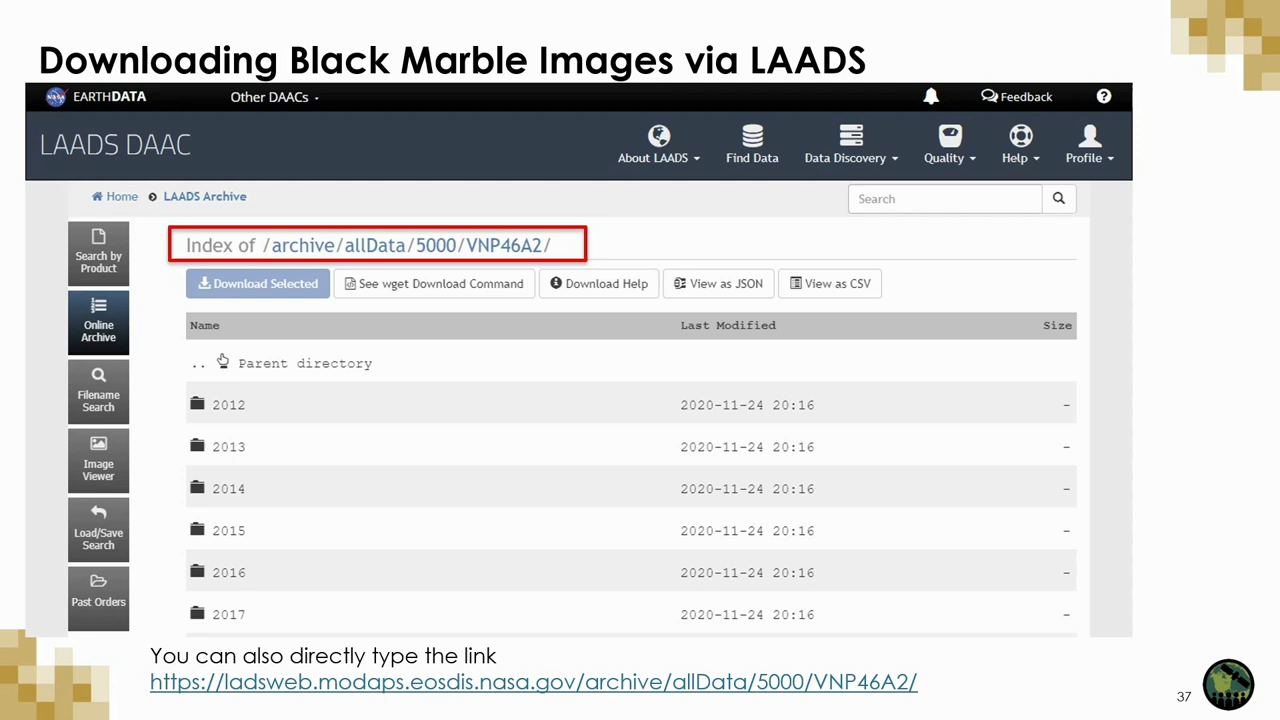 Downloading Black Marble Images via LAADS
EARTHDATA Other DAACs Feedback ?
LAADS DAAC
About LAADS Find Data Data Discovery Quality Help Profile
Home LAADS Archive Search
Search by
Product
Online
Archive
Filename
Search
Image
Viewer
Load/Save
Search
Past Orders
Index of /archive/allData/5000/VNP46A2/
Download Selected See wget Download Command Download Help View as JSON View as CSV
Name Last Modified Size
.. Parent directory
2012 2020-11-24 20:16 -
2013 2020-11-24 20:16 -
2014 2020-11-24 20:16 -
2015 2020-11-24 20:16 -
2016 2020-11-24 20:16 -
2017 2020-11-24 20:16 -
You can also directly type the link
https://ladsweb.modaps.eosdis.nasa.gov/archive/allData/5000/VNP46A2/
37